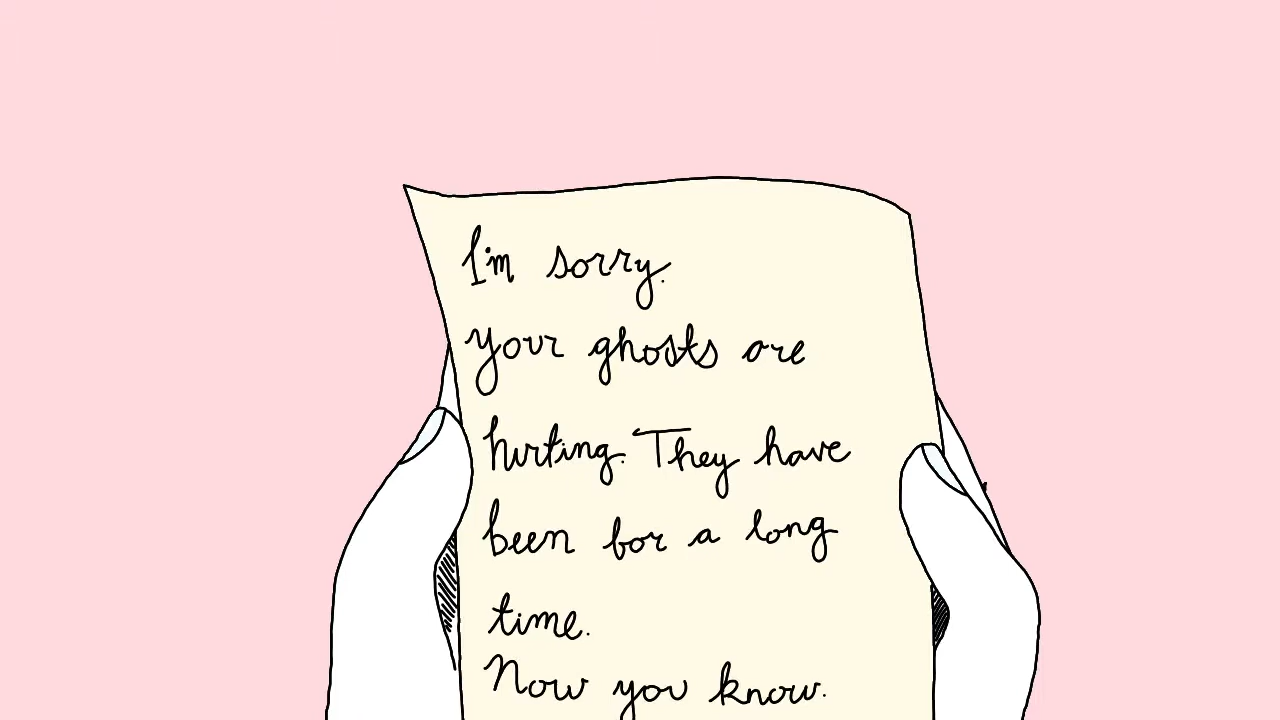 I'm sorry.
your ghosts are
hurting. They have
been for a long
time.
Now you know.